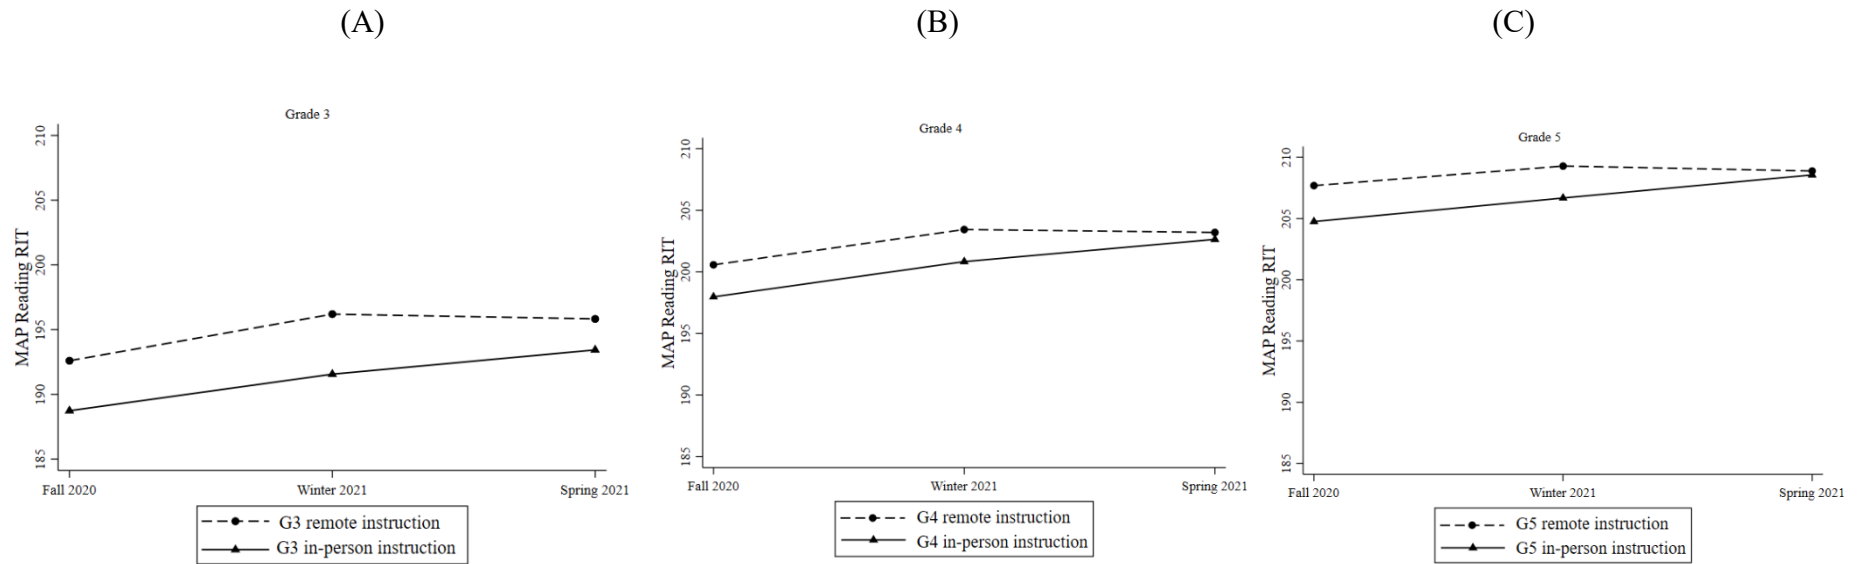 (A)
Grade 3
MAP Reading RIT
210
205
200
195
190
185
Fall 2020
Winter 2021
Spring 2021
G3 remote instruction
G3 in-person instruction
(B)
Grade 4
MAP Reading RIT
210
205
200
195
190
185
Fall 2020
Winter 2021
Spring 2021
G4 remote instruction
G4 in-person instruction
(C)
Grade 5
MAP Reading RIT
210
205
200
195
190
185
Fall 2020
Winter 2021
Spring 2021
G5 remote instruction
G5 in-person instruction